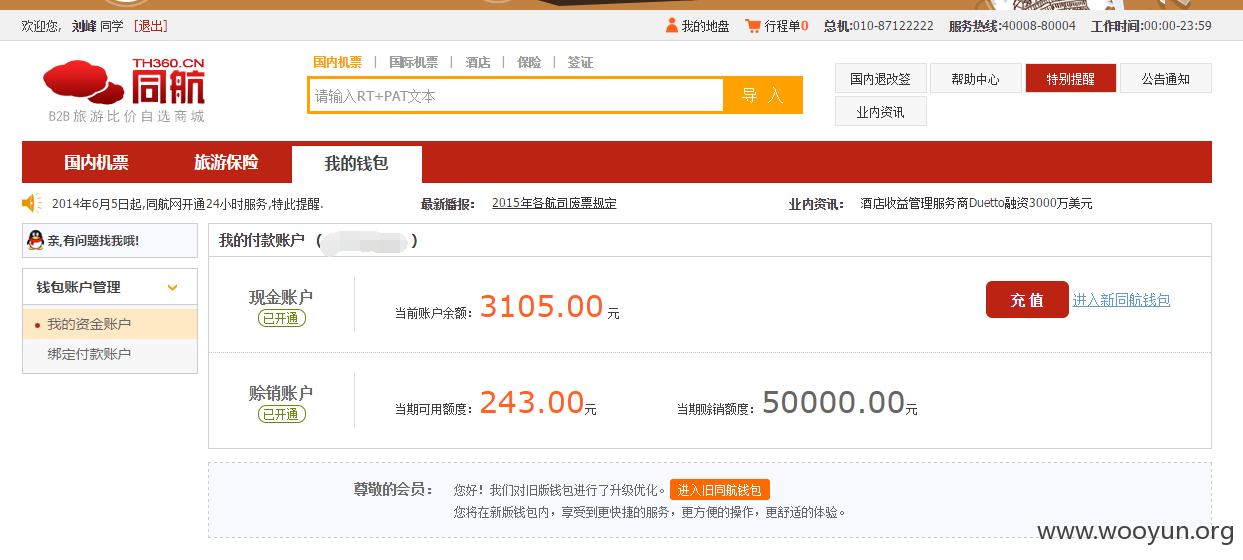 欢迎您, 刘峰 同学 [退出] 我的地盘 行程单0 总机:010-87122222 服务热线:40008-80004 工作时间:00:00-23:59
TH360.CN
同航
B2B旅游比价自选商城
国内机票 | 国际机票 | 酒店 | 保险 | 签证
请输入RT+PAT文本 导 入
国内退改签 帮助中心 特别提醒 公告通知
业内资讯
国内机票 旅游保险 我的钱包
2014年6月5日起,同航网开通24小时服务,特此提醒. 最新播报: 2015年各航司废票规定 业内资讯: 酒店收益管理服务商Duetto融资3000万美元
亲,有问题找我哦!
钱包账户管理
我的资金账户
绑定付款账户
我的付款账户 ( )
现金账户
已开通
当前账户余额: 3105.00 元
充 值 进入新同航钱包
赊销账户
已开通
当期可用额度: 243.00元 当期赊销额度: 50000.00元
尊敬的会员: 您好！我们对旧版钱包进行了升级优化。 进入旧同航钱包
您将在新版钱包内，享受到更快捷的服务，更方便的操作，更舒适的体验。
www.wooyun.org